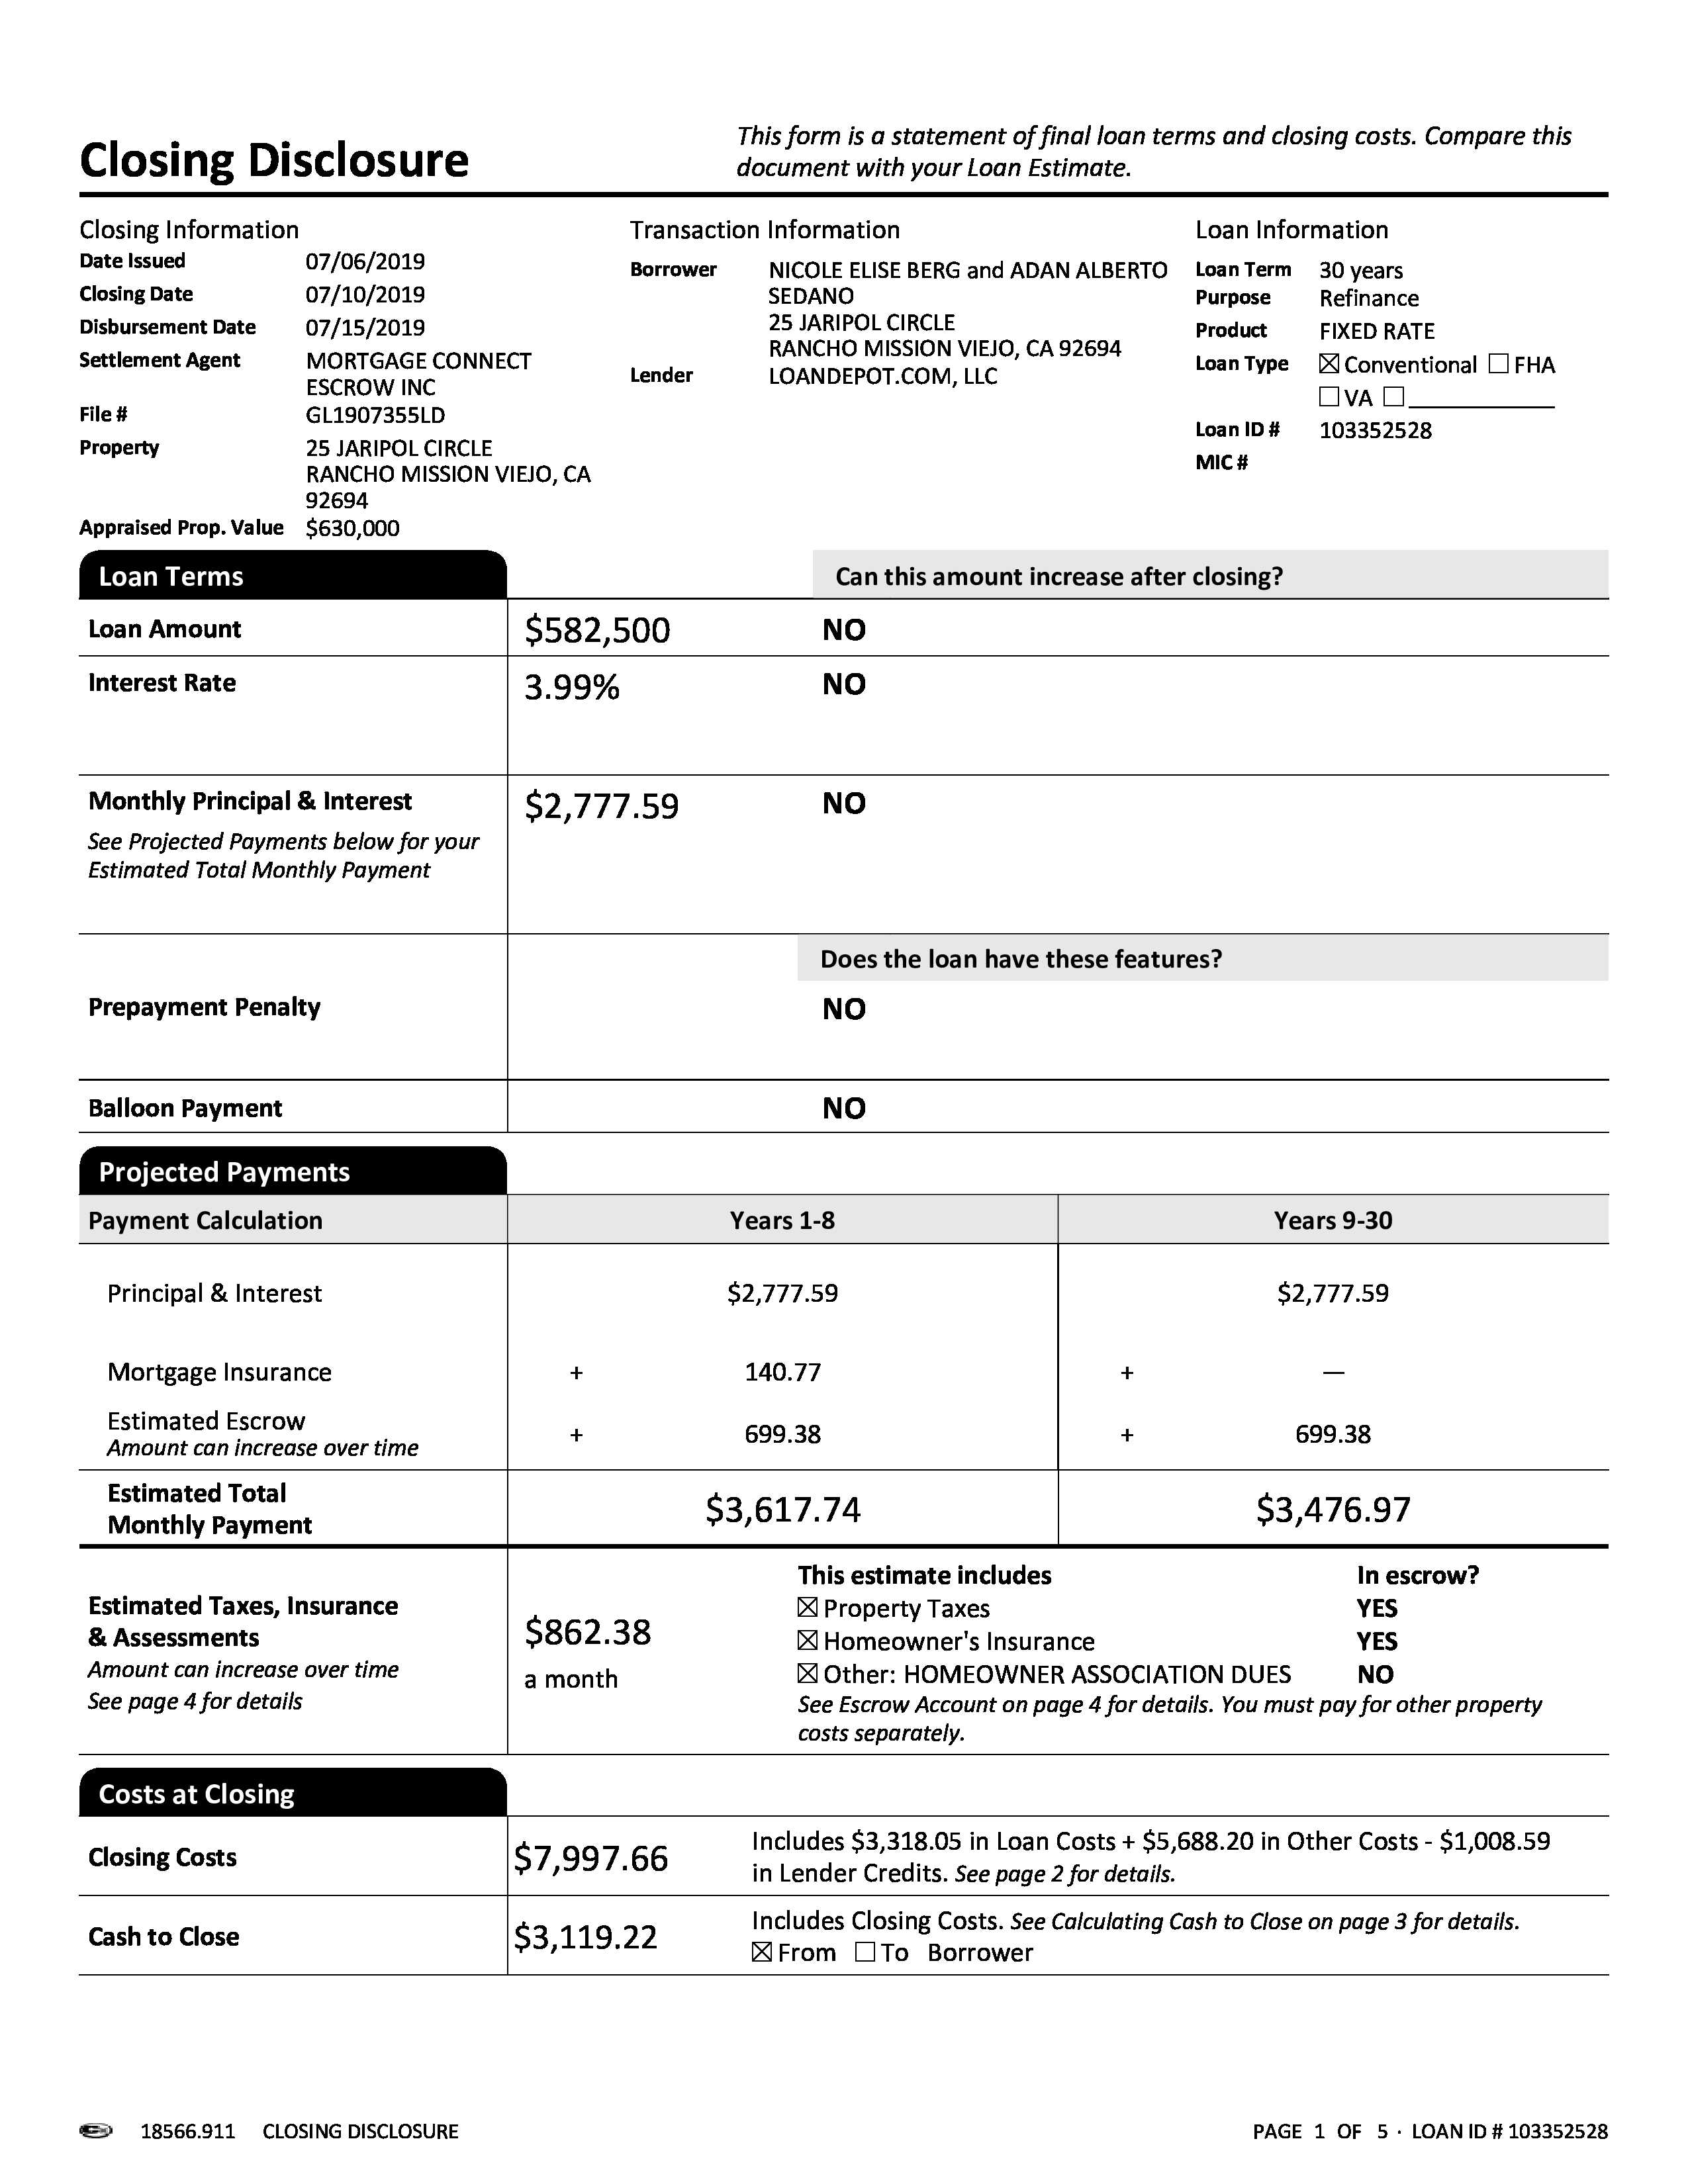 Closing Disclosure
This form is a statement of final loan terms and closing costs. Compare this
document with your Loan Estimate.
Closing Information
Date Issued 07/06/2019
Closing Date 07/10/2019
Disbursement Date 07/15/2019
Settlement Agent MORTGAGE CONNECT
ESCROW INC
File # GL1907355LD
Property 25 JARIPOL CIRCLE
RANCHO MISSION VIEJO, CA
92694
Appraised Prop. Value $630,000
Transaction Information
Borrower NICOLE ELISE BERG and ADAN ALBERTO
SEDANO
25 JARIPOL CIRCLE
RANCHO MISSION VIEJO, CA 92694
Lender LOANDEPOT.COM, LLC
Loan Information
Loan Term 30 years
Purpose Refinance
Product FIXED RATE
Loan Type ☒ Conventional ☐ FHA
☐ VA ☐ ____________
Loan ID # 103352528
MIC #
Loan Terms Can this amount increase after closing?
Loan Amount $582,500 NO
Interest Rate 3.99% NO
Monthly Principal & Interest $2,777.59 NO
See Projected Payments below for your
Estimated Total Monthly Payment
Does the loan have these features?
Prepayment Penalty NO
Balloon Payment NO
Projected Payments
Payment Calculation Years 1-8 Years 9-30
Principal & Interest $2,777.59 $2,777.59
Mortgage Insurance + 140.77 + —
Estimated Escrow
Amount can increase over time + 699.38 + 699.38
Estimated Total
Monthly Payment $3,617.74 $3,476.97
Estimated Taxes, Insurance
& Assessments
Amount can increase over time
See page 4 for details
$862.38
a month
This estimate includes In escrow?
☒ Property Taxes YES
☒ Homeowner's Insurance YES
☒ Other: HOMEOWNER ASSOCIATION DUES NO
See Escrow Account on page 4 for details. You must pay for other property
costs separately.
Costs at Closing
Closing Costs $7,997.66 Includes $3,318.05 in Loan Costs + $5,688.20 in Other Costs - $1,008.59
in Lender Credits. See page 2 for details.
Cash to Close $3,119.22 Includes Closing Costs. See Calculating Cash to Close on page 3 for details.
☒ From ☐ To Borrower
18566.911 CLOSING DISCLOSURE PAGE 1 OF 5 · LOAN ID # 103352528